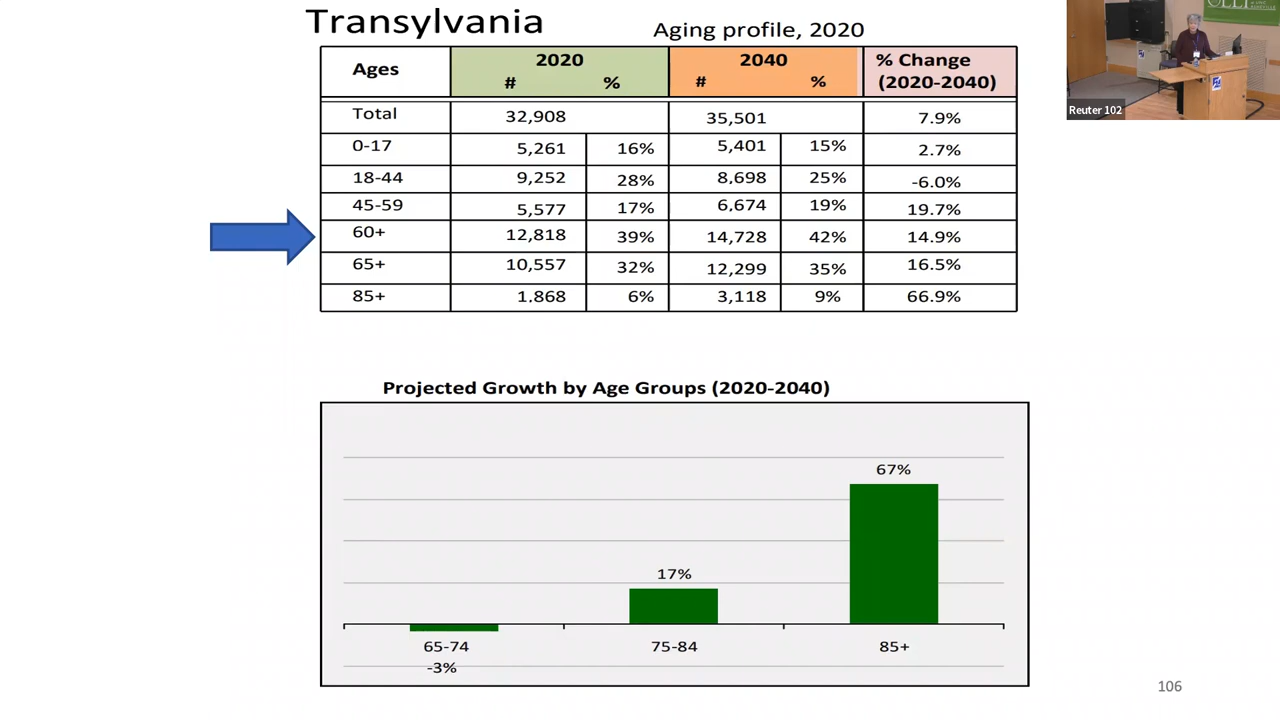 Transylvania
Aging profile, 2020
Ages 2020 2040 % Change
# % # % (2020-2040)
Total 32,908 35,501 7.9%
0-17 5,261 16% 5,401 15% 2.7%
18-44 9,252 28% 8,698 25% -6.0%
45-59 5,577 17% 6,674 19% 19.7%
60+ 12,818 39% 14,728 42% 14.9%
65+ 10,557 32% 12,299 35% 16.5%
85+ 1.868 6% 3,118 9% 66.9%
Projected Growth by Age Groups (2020-2040)
67%
17%
65-74 75-84 85+
-3%
106
OLLI
Reuter 102